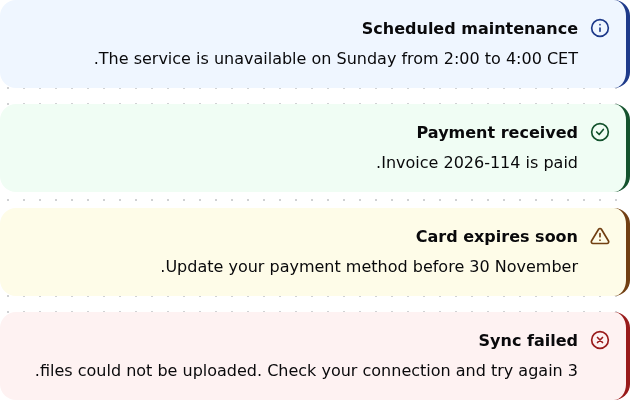 Scheduled maintenance
.The service is unavailable on Sunday from 2:00 to 4:00 CET
Payment received
.Invoice 2026-114 is paid
Card expires soon
.Update your payment method before 30 November
Sync failed
.files could not be uploaded. Check your connection and try again 3